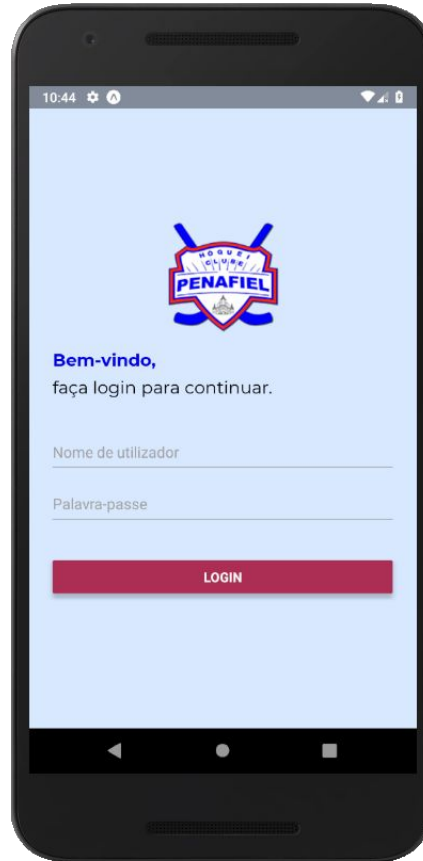 10:44
HÓQUEI
CLUBE
PENAFIEL
Bem-vindo,
faça login para continuar.
Nome de utilizador
Palavra-passe
LOGIN